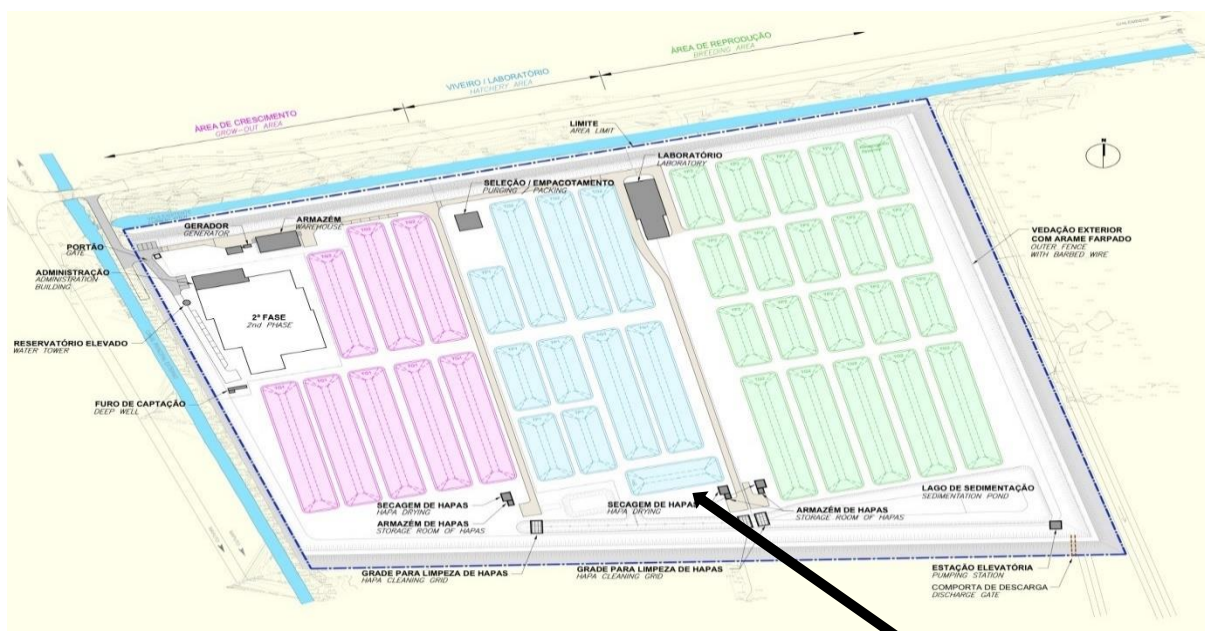 ÁREA DE REPRODUÇÃO
BREEDING AREA
VIVEIRO / LABORATÓRIO
HATCHERY AREA
ÁREA DE CRESCIMENTO
GROW-OUT AREA
LIMITE
AREA LIMIT
LABORATÓRIO
LABORATORY
SELEÇÃO / EMPACOTAMENTO
PURGING / PACKING
ARMAZÉM
WAREHOUSE
GERADOR
GENERATOR
PORTÃO
GATE
ADMINISTRAÇÃO
ADMINISTRATION
BUILDING
2ª FASE
2nd PHASE
RESERVATÓRIO ELEVADO
WATER TOWER
FURO DE CAPTAÇÃO
DEEP WELL
N
VEDAÇÃO EXTERIOR
COM ARAME FARPADO
OUTER FENCE
WITH BARBED WIRE
SECAGEM DE HAPAS
HAPA DRYING
ARMAZÉM DE HAPAS
STORAGE ROOM OF HAPAS
SECAGEM DE HAPAS
HAPA DRYING
ARMAZÉM DE HAPAS
STORAGE ROOM OF HAPAS
LAGO DE SEDIMENTAÇÃO
SEDIMENTATION POND
GRADE PARA LIMPEZA DE HAPAS
HAPA CLEANING GRID
GRADE PARA LIMPEZA DE HAPAS
HAPA CLEANING GRID
ESTAÇÃO ELEVATÓRIA
PUMPING STATION
COMPORTA DE DESCARGA
DISCHARGE GATE